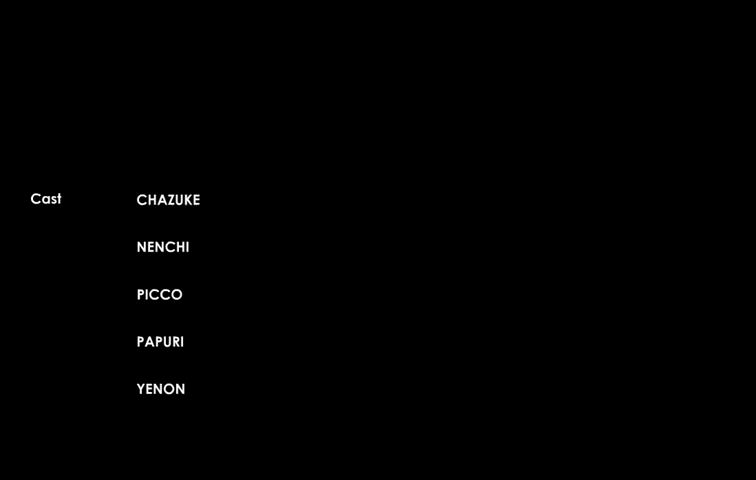 Cast CHAZUKE
NENCHI
PICCO
PAPURI
YENON